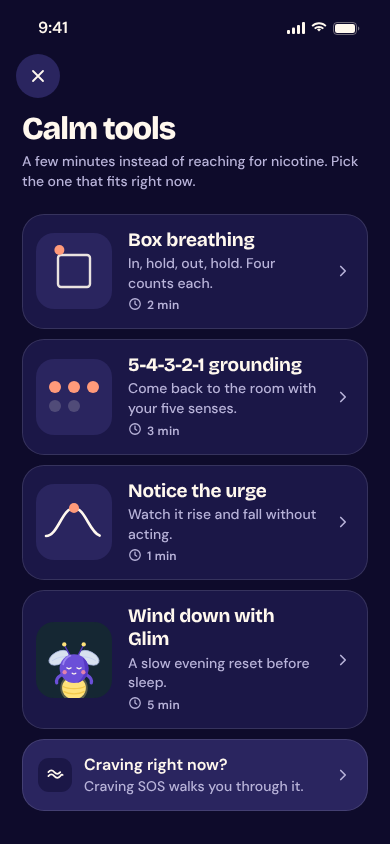 9:41
Calm tools
A few minutes instead of reaching for nicotine. Pick
the one that fits right now.
Box breathing
In, hold, out, hold. Four
counts each.
2 min
5-4-3-2-1 grounding
Come back to the room with
your five senses.
3 min
Notice the urge
Watch it rise and fall without
acting.
1 min
Wind down with
Glim
A slow evening reset before
sleep.
5 min
Craving right now?
Craving SOS walks you through it.